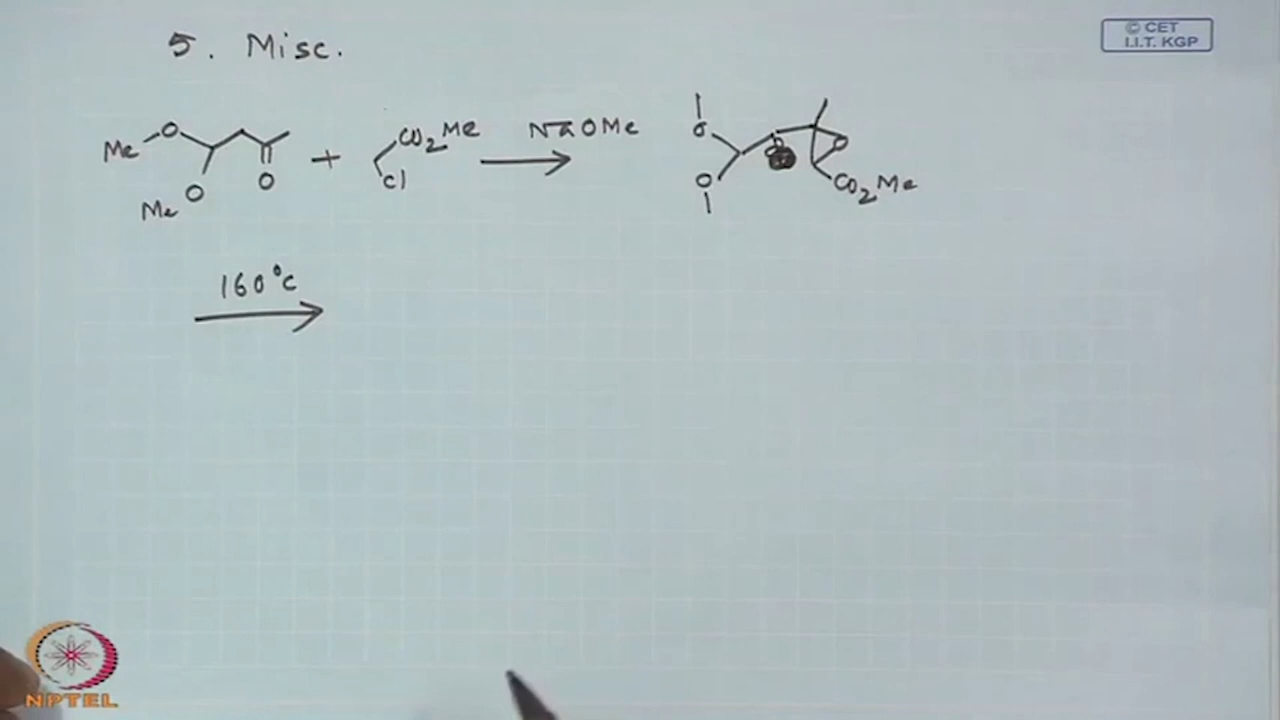 5. Misc.
© CET
I.I.T. KGP
Me O O Me O + CO2Me Cl NaOMe O O O CO2Me
160°C
NPTEL